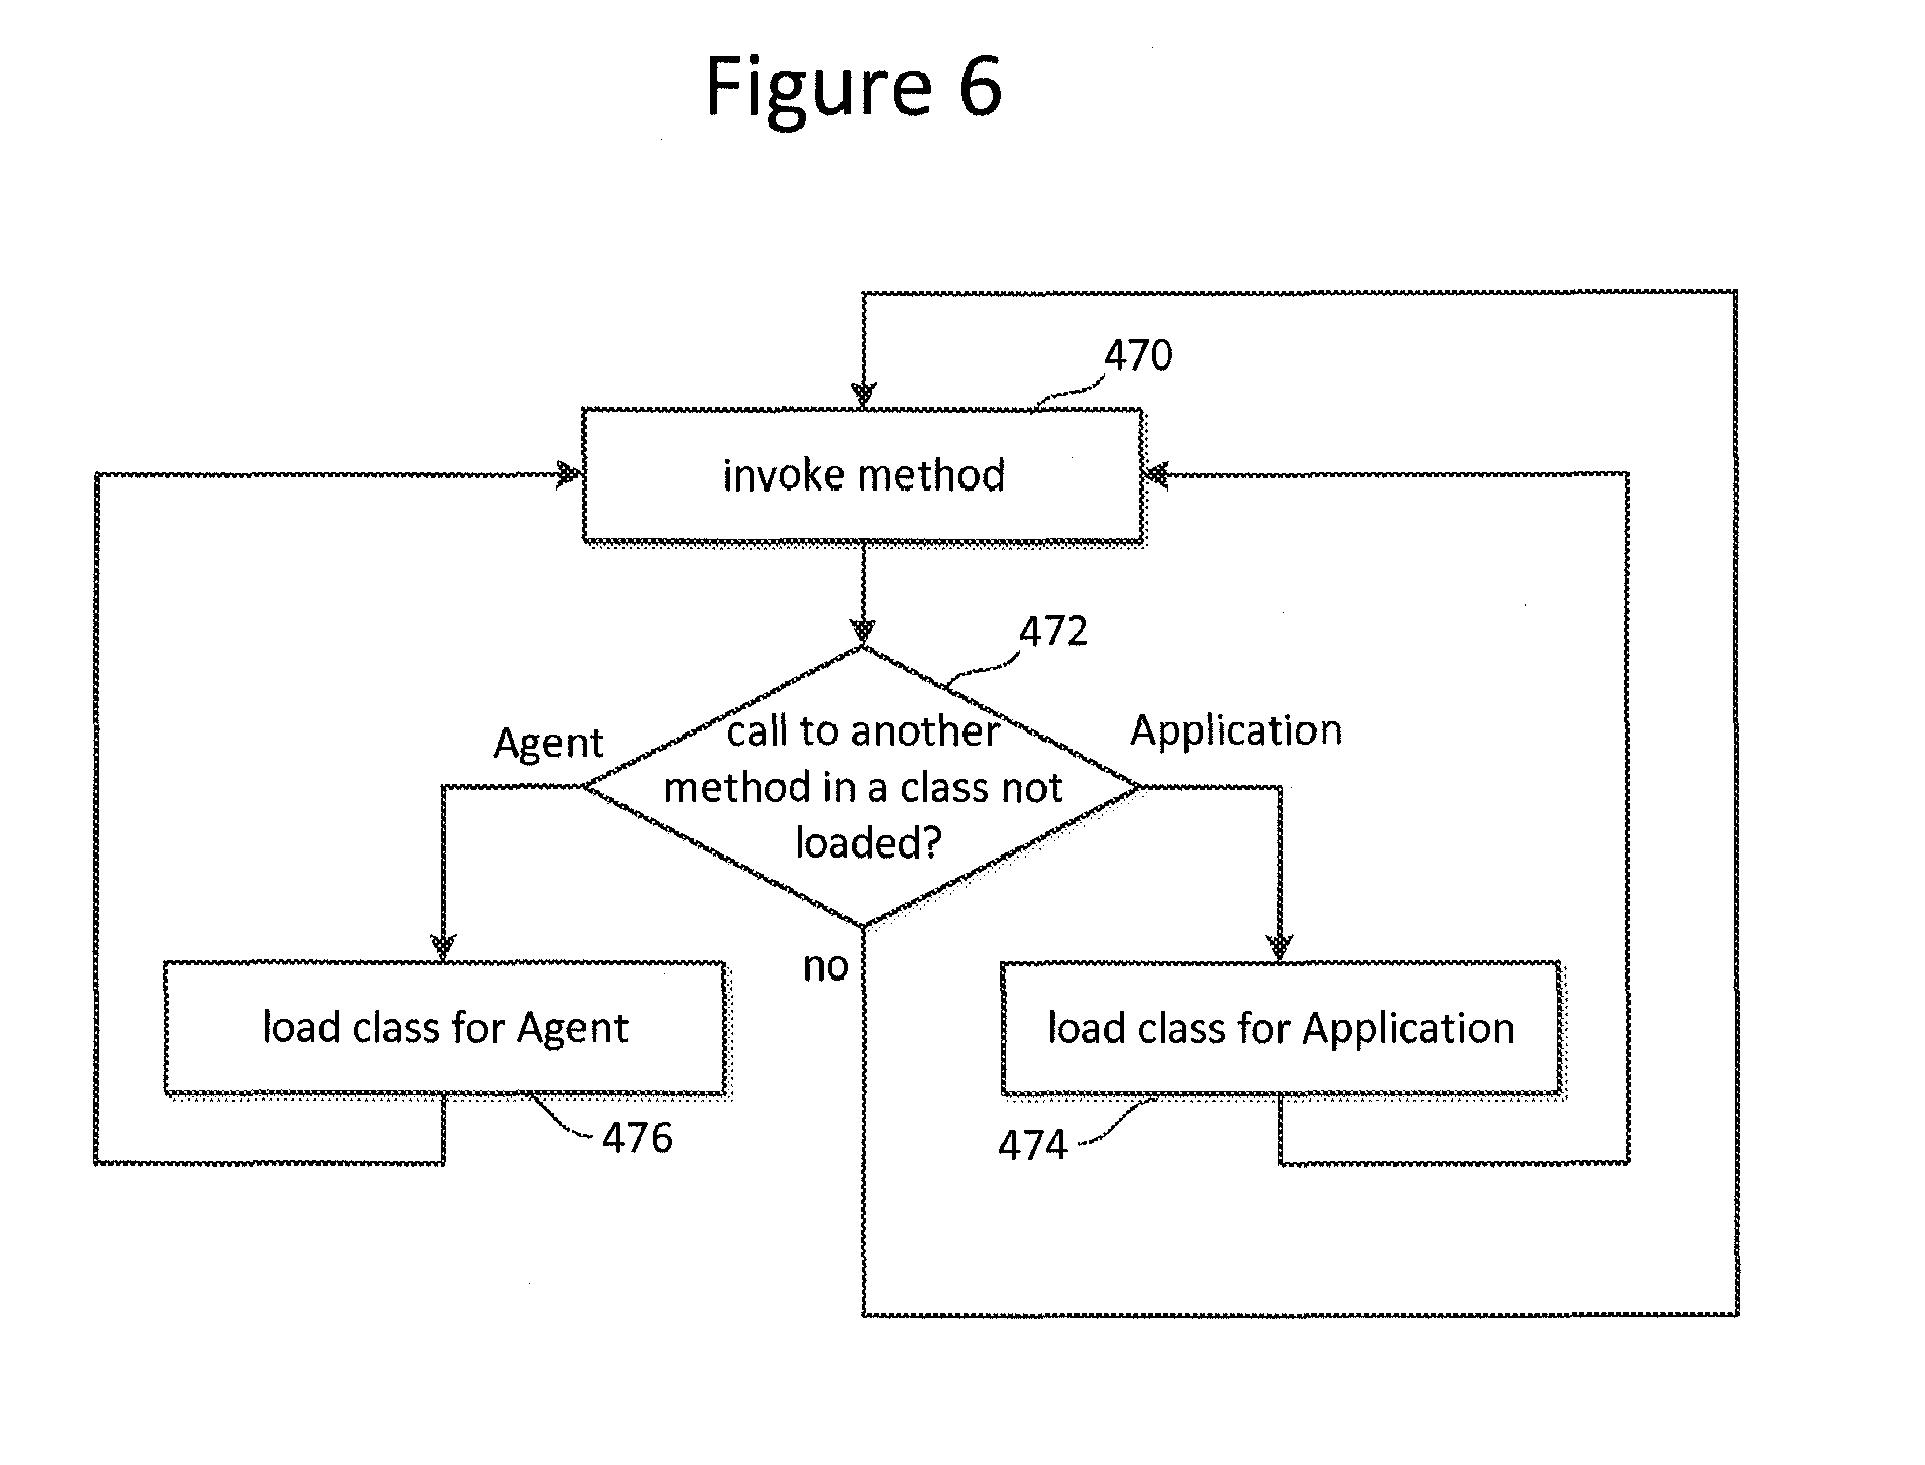 Figure 6
470
invoke method
472
Agent
Application
call to another
method in a class not
loaded?
no
load class for Agent
load class for Application
476
474